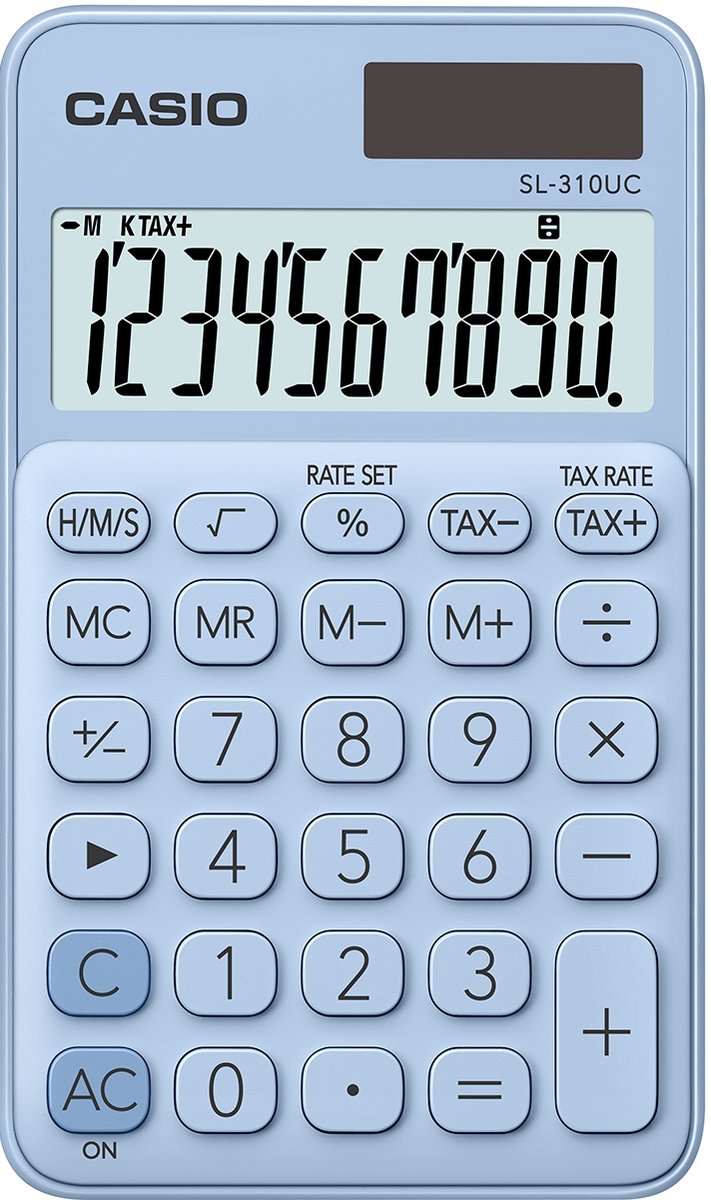 CASIO
SL-310UC
−M K TAX+
1'234'567'890.
RATE SET TAX RATE
H/M/S √ % TAX− TAX+
MC MR M− M+ ÷
+/− 7 8 9 ×
▶ 4 5 6 −
C 1 2 3
+
AC 0 · =
ON